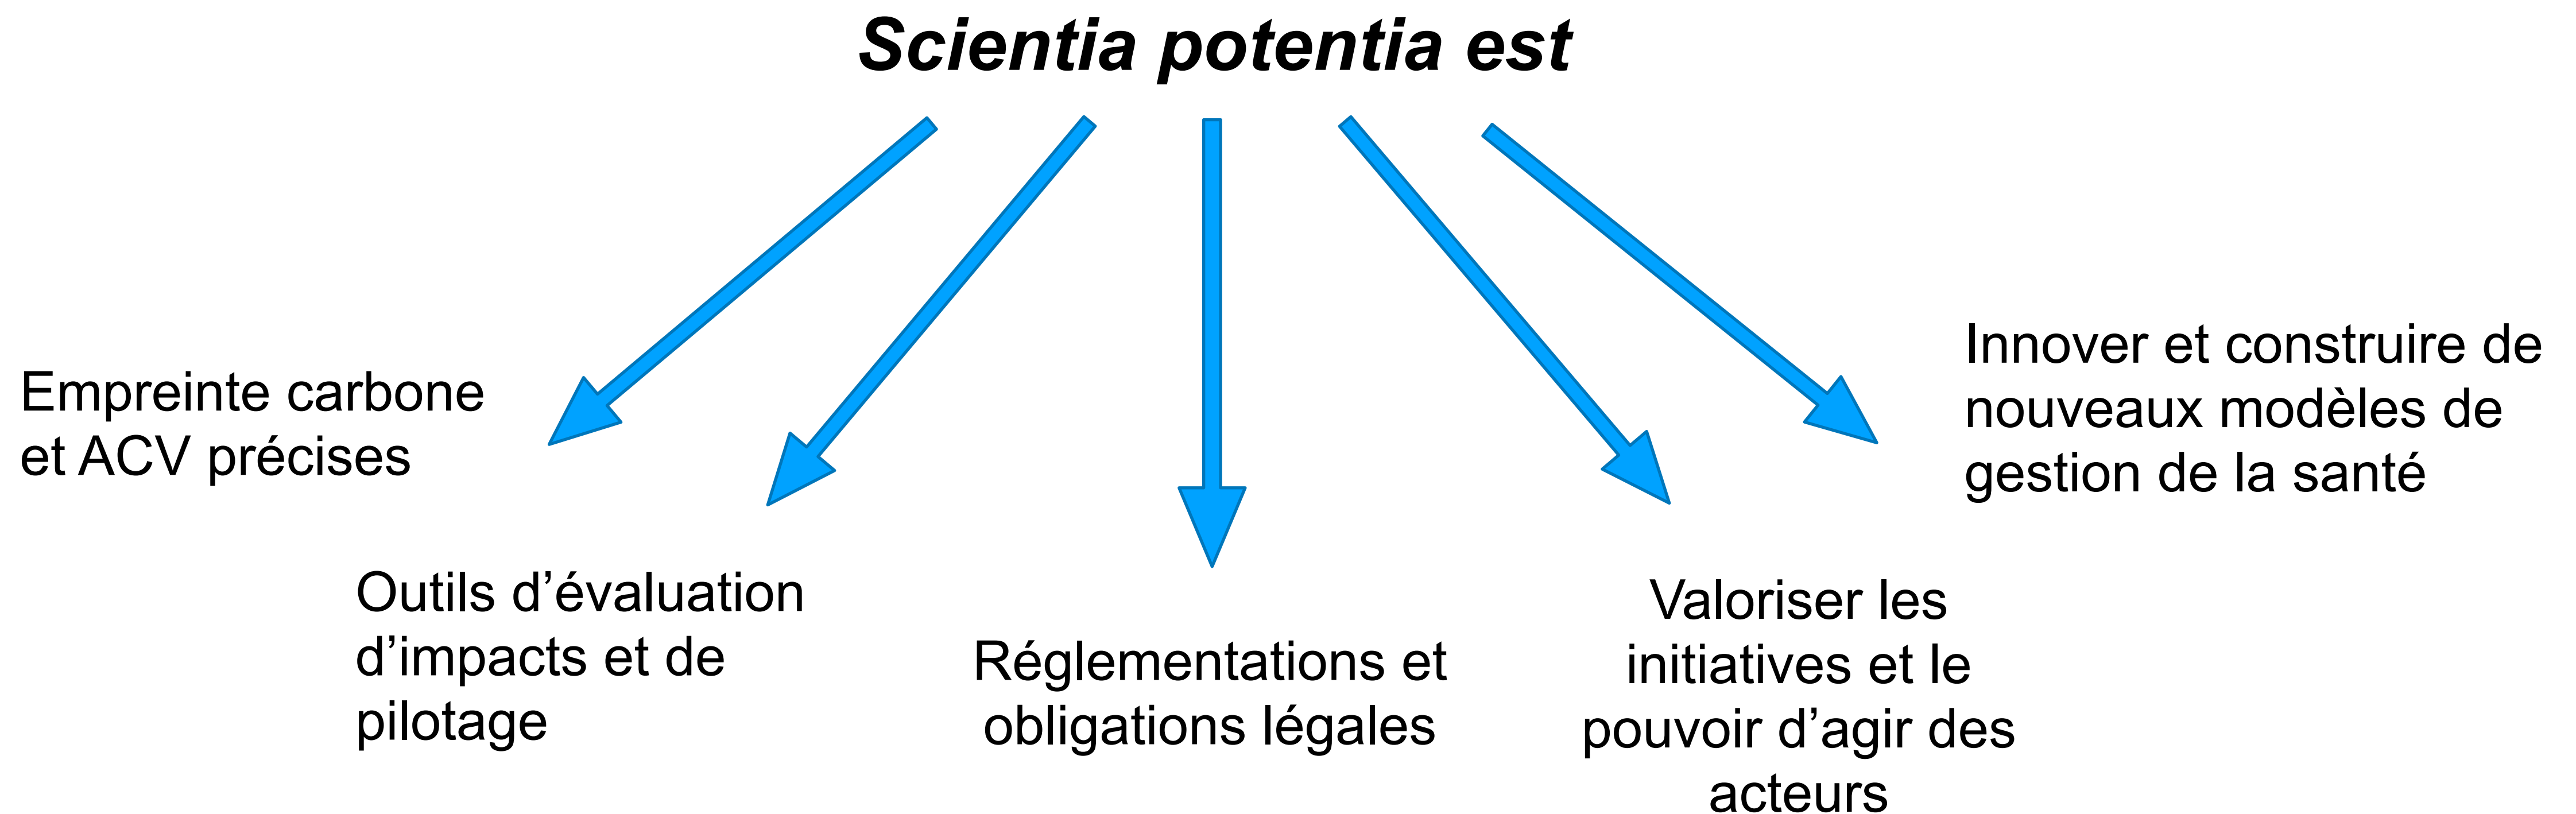 Scientia potentia est
Empreinte carbone
et ACV précises
Outils d’évaluation
d’impacts et de
pilotage
Réglementations et
obligations légales
Valoriser les
initiatives et le
pouvoir d’agir des
acteurs
Innover et construire de
nouveaux modèles de
gestion de la santé